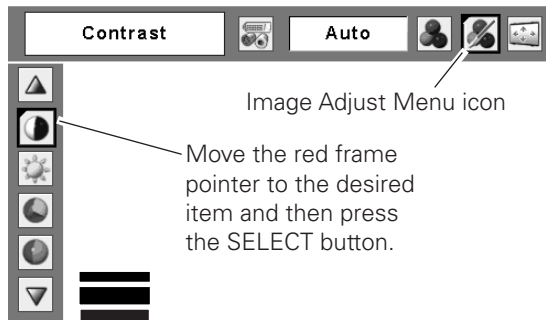 Contrast
Auto
Image Adjust Menu icon
Move the red frame
pointer to the desired
item and then press
the SELECT button.